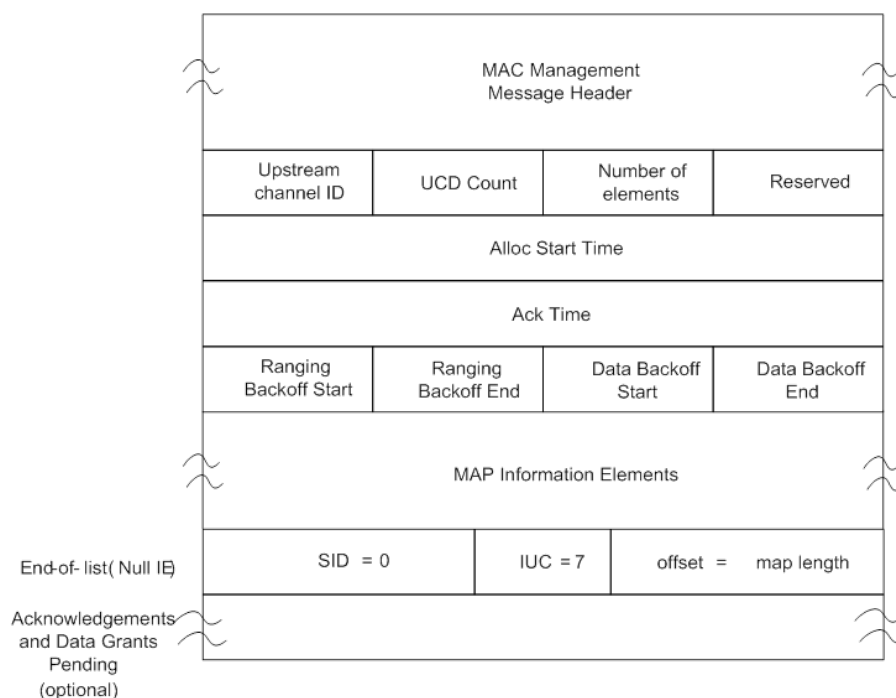 MAC Management
Message Header
Upstream
channel ID
UCD Count
Number of
elements
Reserved
Alloc Start Time
Ack Time
Ranging
Backoff Start
Ranging
Backoff End
Data Backoff
Start
Data Backoff
End
MAP Information Elements
End-of- list( Null IE)
SID = 0
IUC = 7
offset = map length
Acknowledgements
and Data Grants
Pending
(optional)